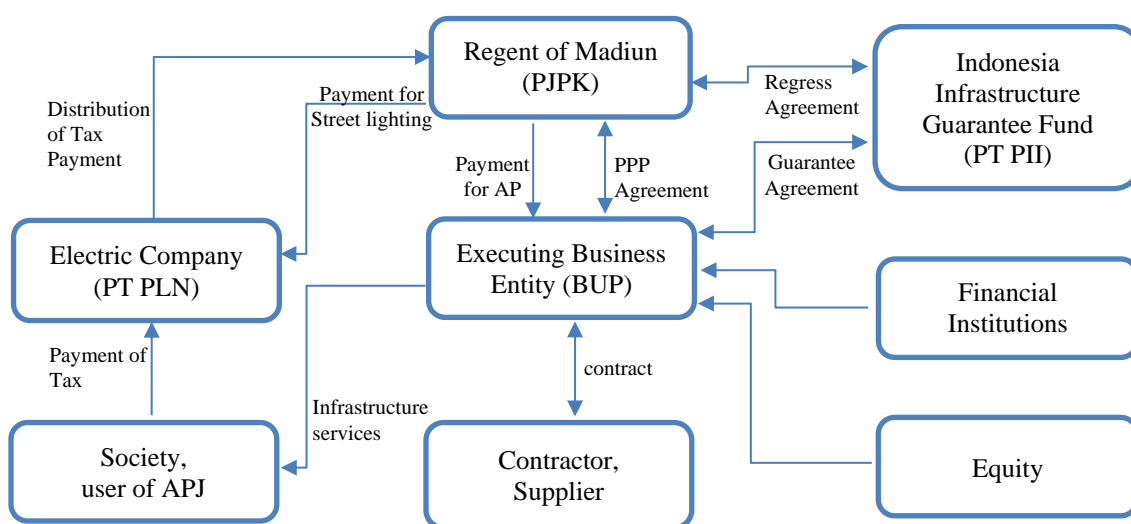 Regent of Madiun
(PJPK)
Indonesia
Infrastructure
Guarantee Fund
(PT PII)
Distribution
of Tax
Payment
Payment for
Street lighting
Regress
Agreement
Payment
for AP
PPP
Agreement
Guarantee
Agreement
Electric Company
(PT PLN)
Executing Business
Entity (BUP)
Financial
Institutions
Payment of
Tax
contract
Infrastructure
services
Society,
user of APJ
Contractor,
Supplier
Equity